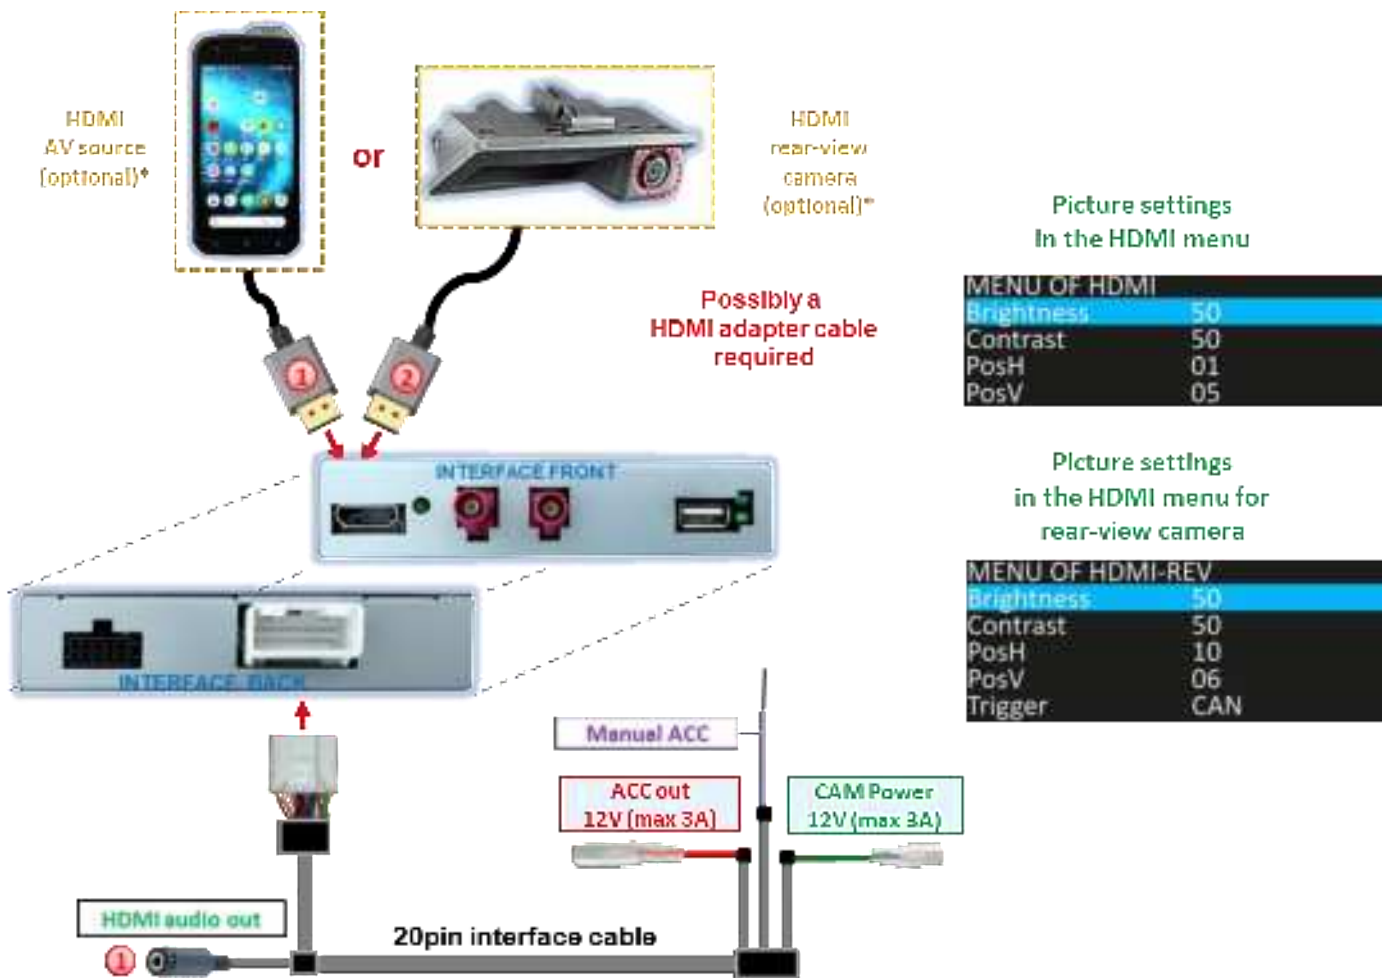 HDMI
AV source
(optional)*
or
HDMI
rear-view
camera
(optional)*
Possibly a
HDMI adapter cable
required
1
2
Picture settings
in the HDMI menu
MENU OF HDMI
Brightness 50
Contrast 50
PosH 01
PosV 05
Picture settings
in the HDMI menu for
rear-view camera
MENU OF HDMI-REV
Brightness 50
Contrast 50
PosH 10
PosV 06
Trigger CAN
INTERFACE FRONT
INTERFACE BACK
Manual ACC
ACC out
12V (max 3A)
CAM Power
12V (max 3A)
HDMI audio out
1
20pin interface cable